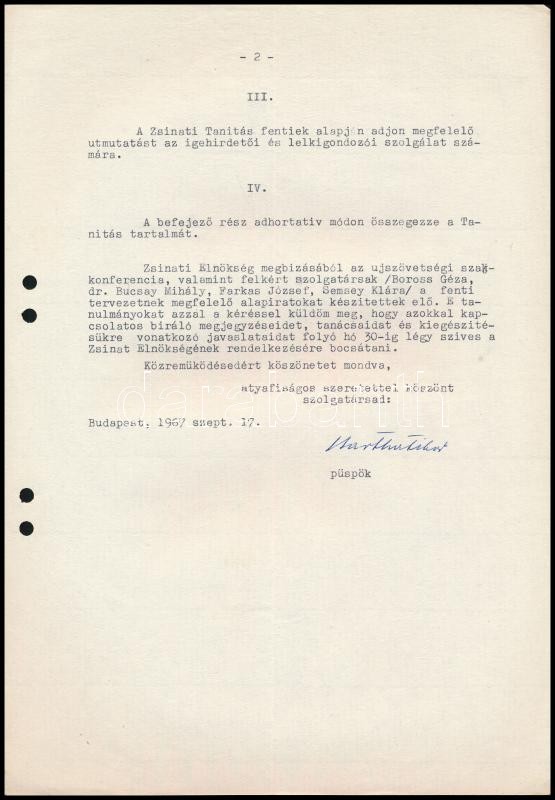 - 2 -
III.
A Zsinati Tanitás fentiek alapján adjon megfelelő
utmutatást az igehirdetői és lelkigondozói szolgálat szá-
mára.
IV.
A befejező rész adhortativ módon összegezze a Ta-
nitás tartalmát.
Zsinati Elnökség megbizásából az ujszövetségi szak-
konferencia, valamint felkért szolgatársak /Boross Géza,
dr. Bucsay Mihály, Farkas József, Semsey Klára/ a fenti
tervezetnek megfelelő alapiratokat készitettek elő. E ta-
nulmányokat azzal a kéréssel küldöm meg, hogy azokkal kap-
csolatos biráló megjegyzéseidet, tanácsaidat és kiegészité-
sükre vonatkozó javaslataidat folyó hó 30-ig légy szives a
Zsinat Elnökségének rendelkezésére bocsátani.
Közremüködésedért köszönetet mondva,
atyafiságos szeretettel köszönt
szolgatársad:
darabanth
Budapest, 1967 szept. 17.
Bartha Tibor
püspök